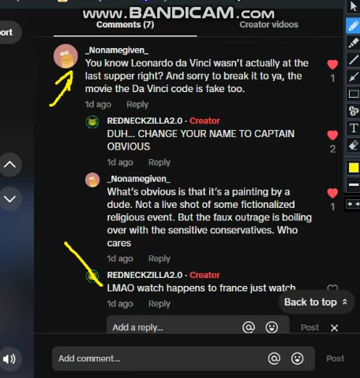 www.BANDICAM.com
Comments (7)
Creator videos
ort
_Nonamegiven_
You know Leonardo da Vinci wasn't actually at the
last supper right? And sorry to break it to ya, the
movie the Da Vinci code is fake too.
1
1d ago Reply
REDNECKZILLA2.0 · Creator
DUH... CHANGE YOUR NAME TO CAPTAIN
OBVIOUS
2
1d ago Reply
_Nonamegiven_
What's obvious is that it's a painting by a
dude. Not a live shot of some fictionalized
religious event. But the faux outrage is boiling
over with the sensitive conservatives. Who
cares
1
1d ago Reply
REDNECKZILLA2.0 · Creator
LMAO watch happens to france just watch
1d ago Reply
Back to top
Add a reply...
Post
Add comment...
Post
T